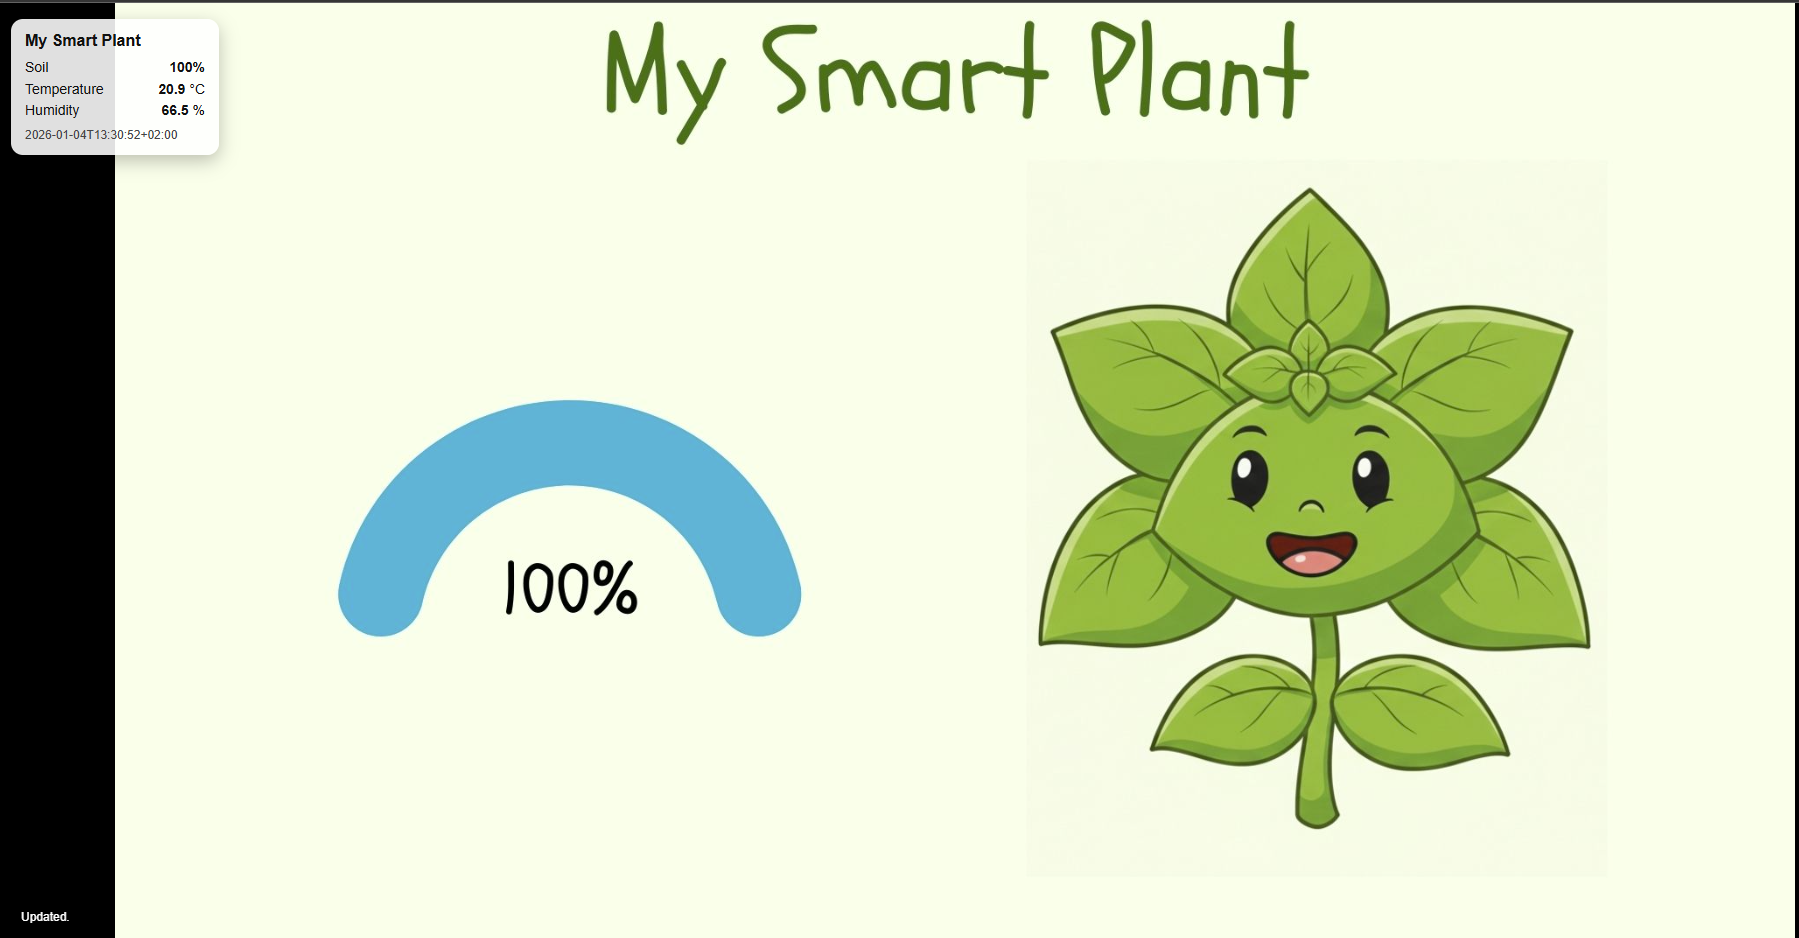 My Smart Plant
Soil 100%
Temperature 20.9 °C
Humidity 66.5 %
2026-01-04T13:30:52+02:00
My Smart Plant
100%
Updated.